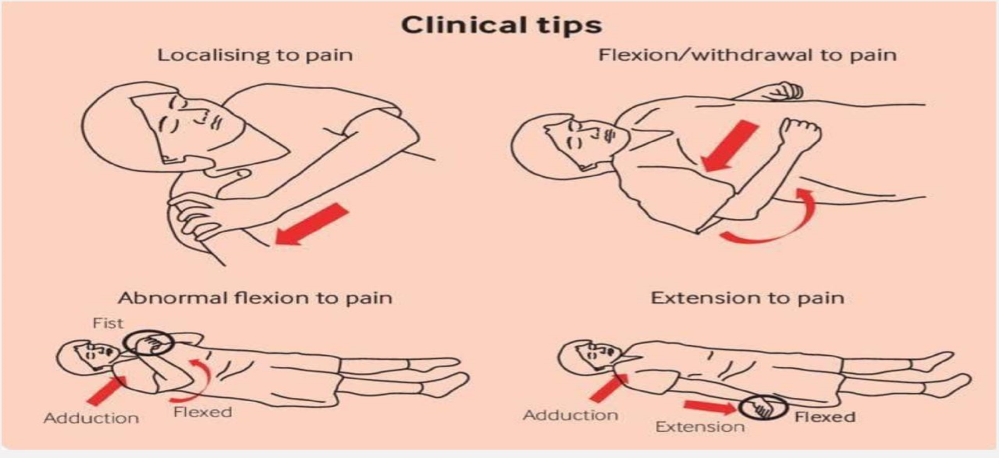 Clinical tips
Localising to pain
Flexion/withdrawal to pain
Abnormal flexion to pain
Fist
Adduction
Flexed
Extension to pain
Adduction
Extension
Flexed